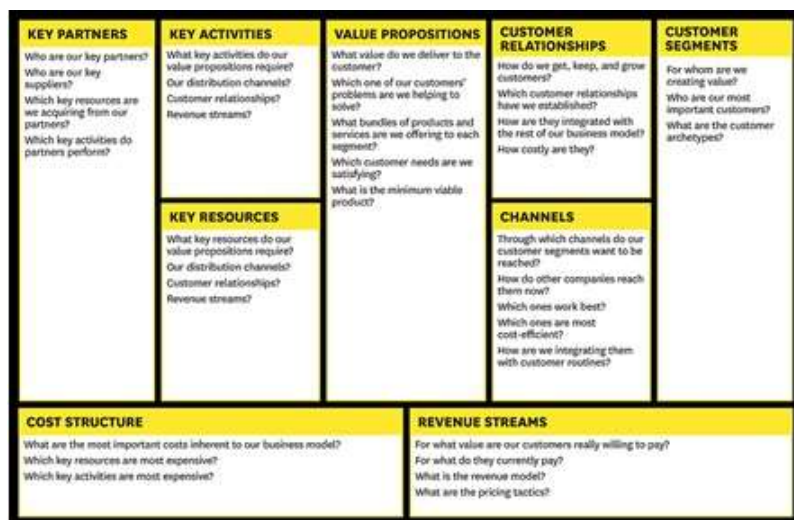 KEY PARTNERS
Who are our key partners?
Who are our key
suppliers?
Which key resources are
we acquiring from our
partners?
Which key activities do
partners perform?
KEY ACTIVITIES
What key activities do our
value propositions require?
Our distribution channels?
Customer relationships?
Revenue streams?
KEY RESOURCES
What key resources do our
value propositions require?
Our distribution channels?
Customer relationships?
Revenue streams?
VALUE PROPOSITIONS
What value do we deliver to the
customer?
Which one of our customers'
problems are we helping to
solve?
What bundles of products and
services are we offering to each
segment?
Which customer needs are we
satisfying?
What is the minimum viable
product?
CUSTOMER
RELATIONSHIPS
How do we get, keep, and grow
customers?
Which customer relationships
have we established?
How are they integrated with
the rest of our business model?
How costly are they?
CHANNELS
Through which channels do our
customer segments want to be
reached?
How do other companies reach
them now?
Which ones work best?
Which ones are most
cost-efficient?
How are we integrating them
with customer routines?
CUSTOMER
SEGMENTS
For whom are we
creating value?
Who are our most
important customers?
What are the customer
archetypes?
COST STRUCTURE
What are the most important costs inherent to our business model?
Which key resources are most expensive?
Which key activities are most expensive?
REVENUE STREAMS
For what value are our customers really willing to pay?
For what do they currently pay?
What is the revenue model?
What are the pricing tactics?